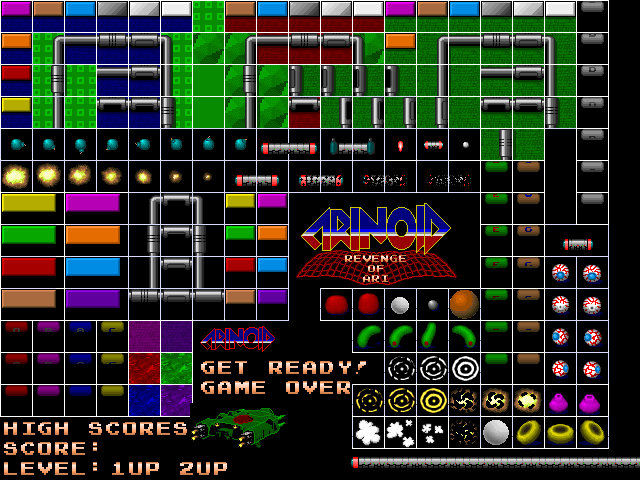 ARINOID
REVENGE
OF
ARI
ARINOID
GET READY!
GAME OVER
HIGH SCORES
SCORE:
LEVEL: 1UP 2UP